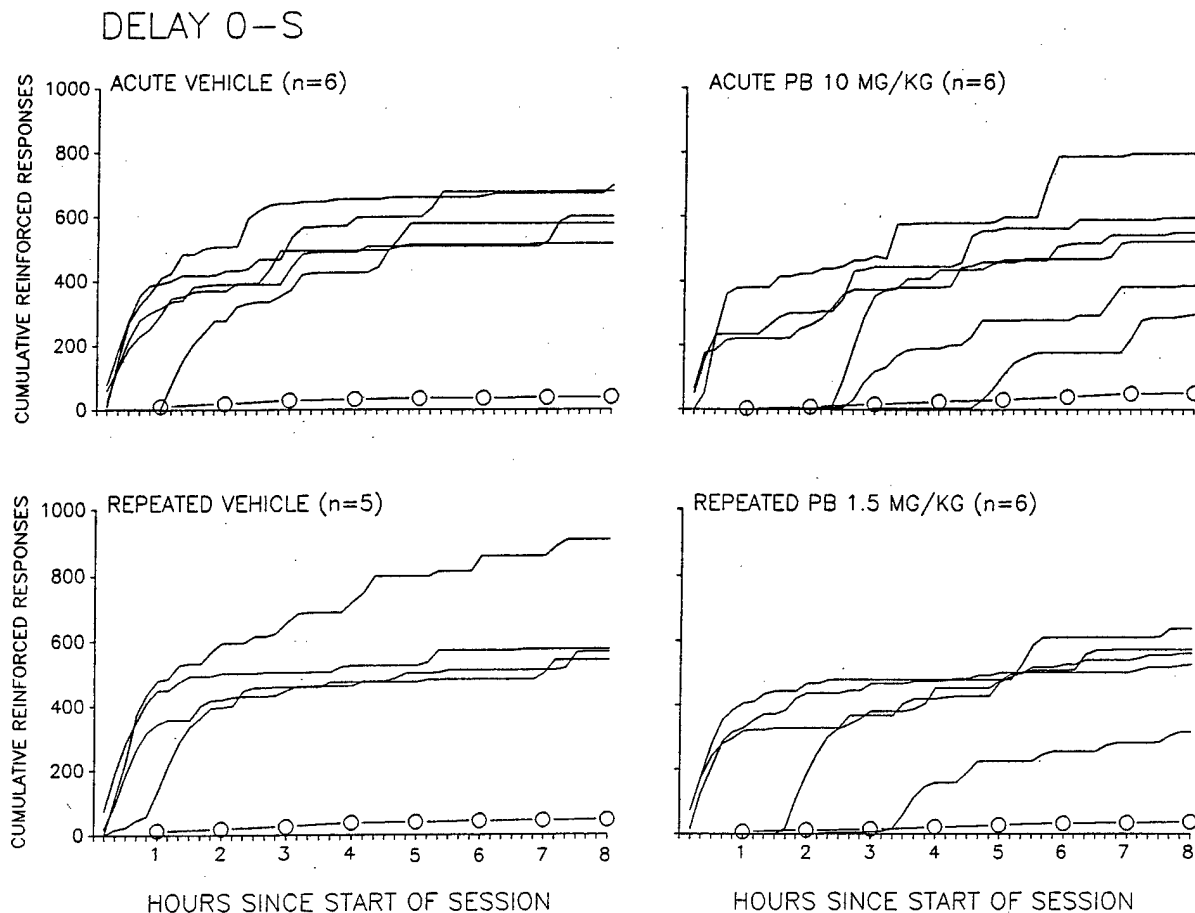 DELAY 0-S
ACUTE VEHICLE (n=6)
ACUTE PB 10 MG/KG (n=6)
CUMULATIVE REINFORCED RESPONSES
1000
800
600
400
200
0
REPEATED VEHICLE (n=5)
REPEATED PB 1.5 MG/KG (n=6)
CUMULATIVE REINFORCED RESPONSES
1000
800
600
400
200
0
1 2 3 4 5 6 7 8
1 2 3 4 5 6 7 8
HOURS SINCE START OF SESSION
HOURS SINCE START OF SESSION